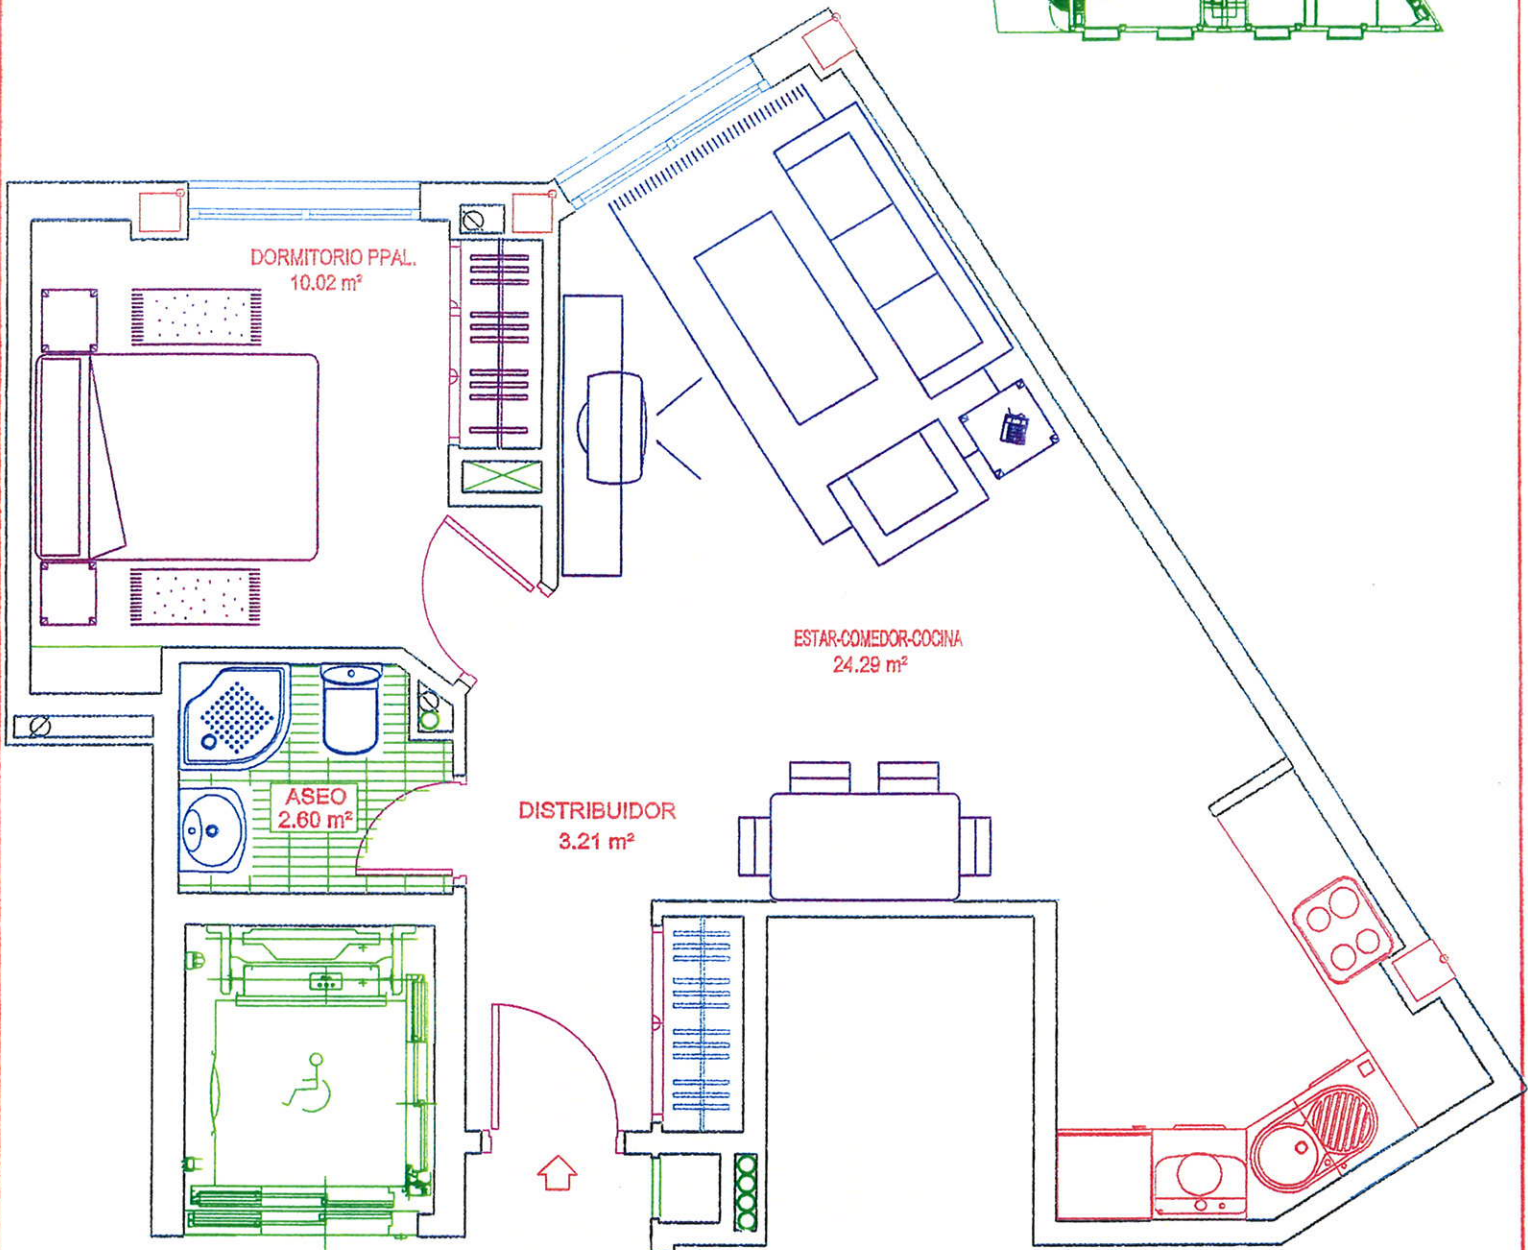 DORMITORIO PPAL.
10.02 m²
ESTAR-COMEDOR-COCINA
24.29 m²
ASEO
2.60 m²
DISTRIBUIDOR
3.21 m²